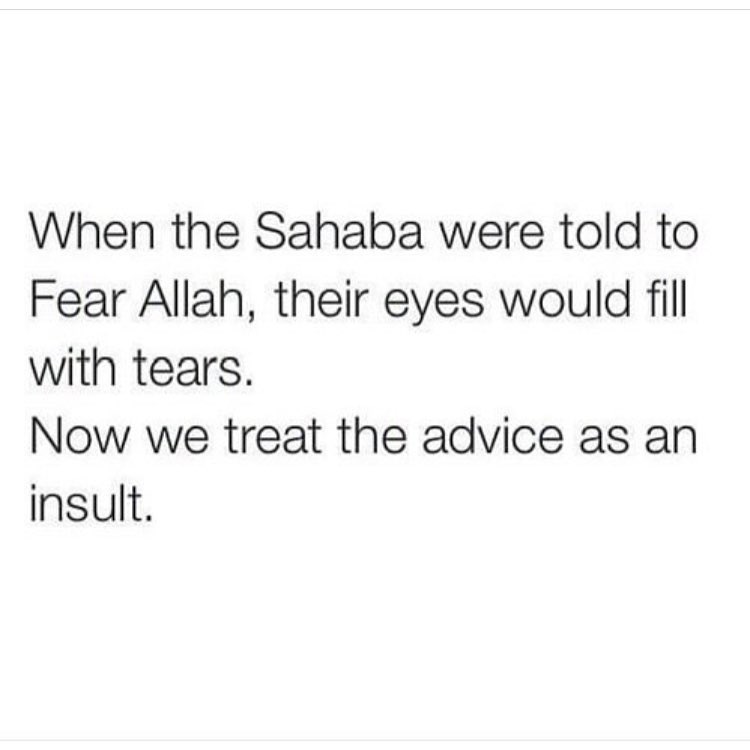 When the Sahaba were told to
Fear Allah, their eyes would fill
with tears.
Now we treat the advice as an
insult.